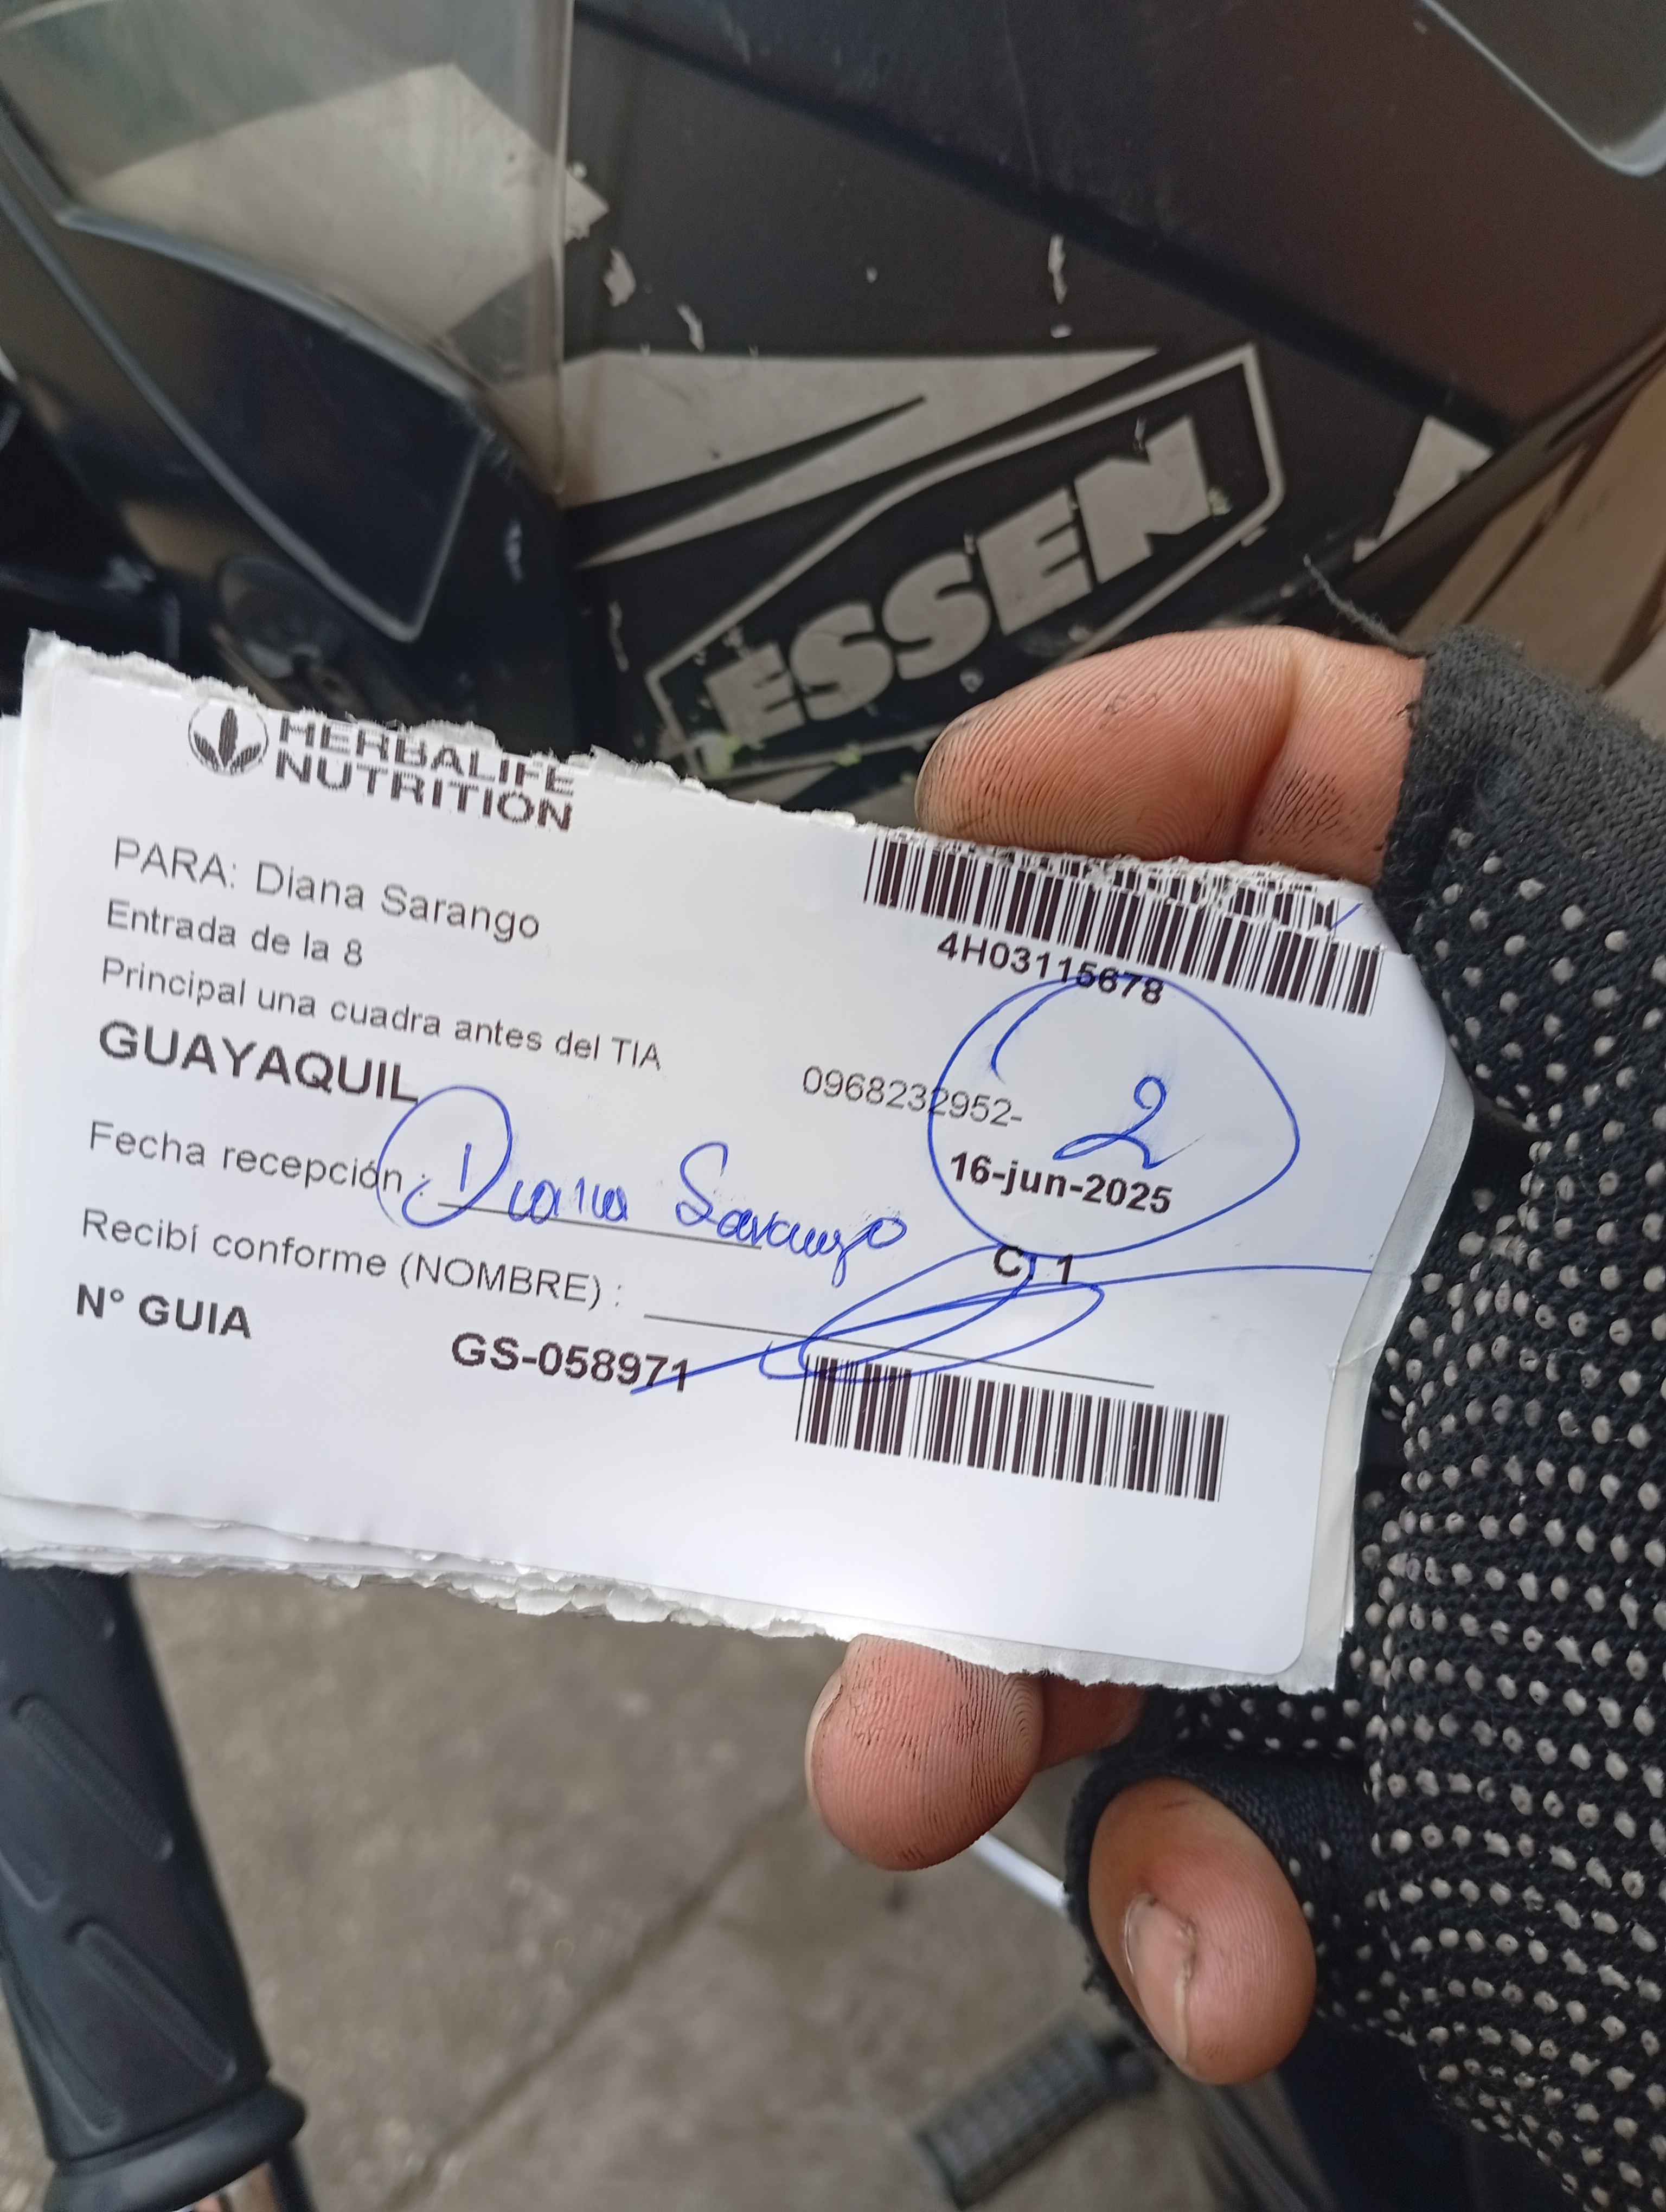 ESSEN
HERBALIFE
NUTRITION
PARA: Diana Sarango
Entrada de la 8
Principal una cuadra antes del TIA
GUAYAQUIL
4H03115678
0968232952-
2
16-jun-2025
Fecha recepción : Diana Sarango
C; 1
Recibí conforme (NOMBRE) :
N° GUIA GS-058971